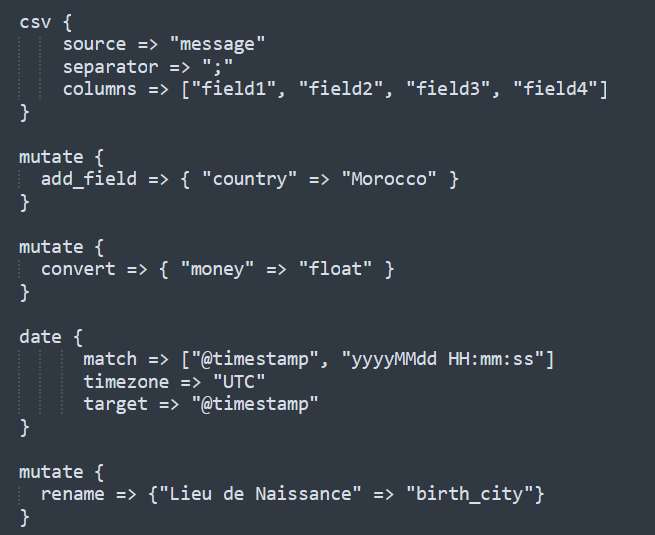 csv {
source => "message"
separator => ";"
columns => ["field1", "field2", "field3", "field4"]
}
mutate {
add_field => { "country" => "Morocco" }
}
mutate {
convert => { "money" => "float" }
}
date {
match => ["@timestamp", "yyyyMMdd HH:mm:ss"]
timezone => "UTC"
target => "@timestamp"
}
mutate {
rename => {"Lieu de Naissance" => "birth_city"}
}